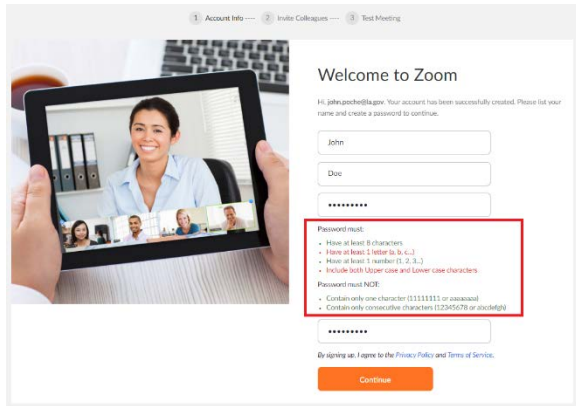 1 Account Info ---- 2 Invite Colleagues ---- 3 Test Meeting
Welcome to Zoom
Hi, john.poche@la.gov. Your account has been successfully created. Please list your
name and create a password to continue.
John
Doe
•••••••••
Password must:
• Have at least 8 characters
• Have at least 1 letter (a, b, c...)
• Have at least 1 number (1, 2, 3...)
• Include both Upper case and Lower case characters
Password must NOT:
• Contain only one character (11111111 or aaaaaaaa)
• Contain only consecutive characters (12345678 or abcdefgh)
•••••••••
By signing up, I agree to the Privacy Policy and Terms of Service.
Continue